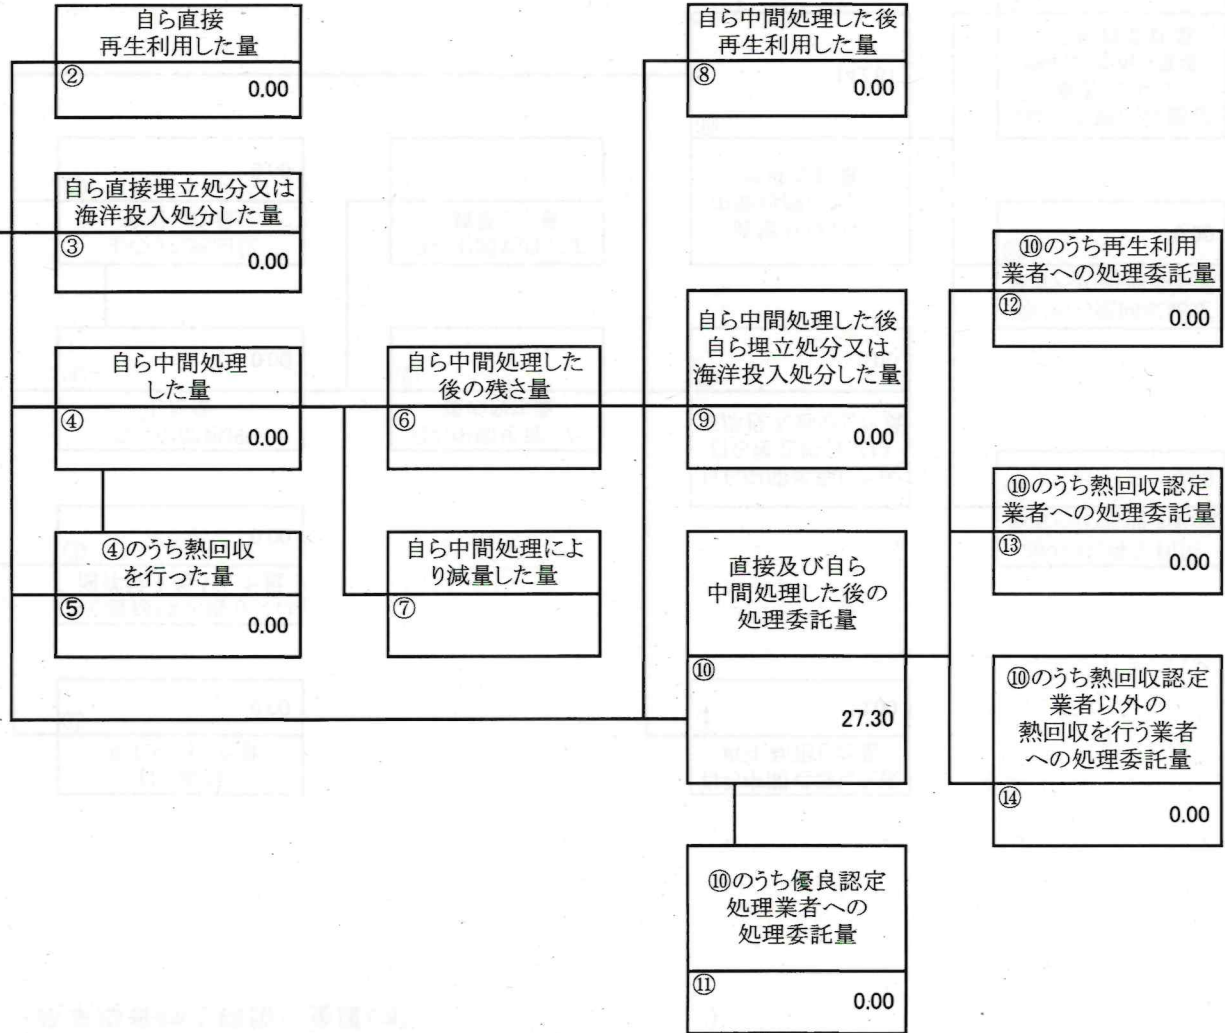 自ら直接
再生利用した量
②
0.00
自ら直接埋立処分又は
海洋投入処分した量
③
0.00
自ら中間処理
した量
④
0.00
④のうち熱回収
を行った量
⑤
0.00
自ら中間処理した
後の残さ量
⑥
0.00
自ら中間処理によ
り減量した量
⑦
自ら中間処理した後
再生利用した量
⑧
0.00
自ら中間処理した後
自ら埋立処分又は
海洋投入処分した量
⑨
0.00
直接及び自ら
中間処理した後の
処理委託量
⑩
27.30
⑩のうち優良認定
処理業者への
処理委託量
⑪
0.00
⑩のうち再生利用
業者への処理委託量
⑫
0.00
⑩のうち熱回収認定
業者への処理委託量
⑬
0.00
⑩のうち熱回収認定
業者以外の
熱回収を行う業者
への処理委託量
⑭
0.00